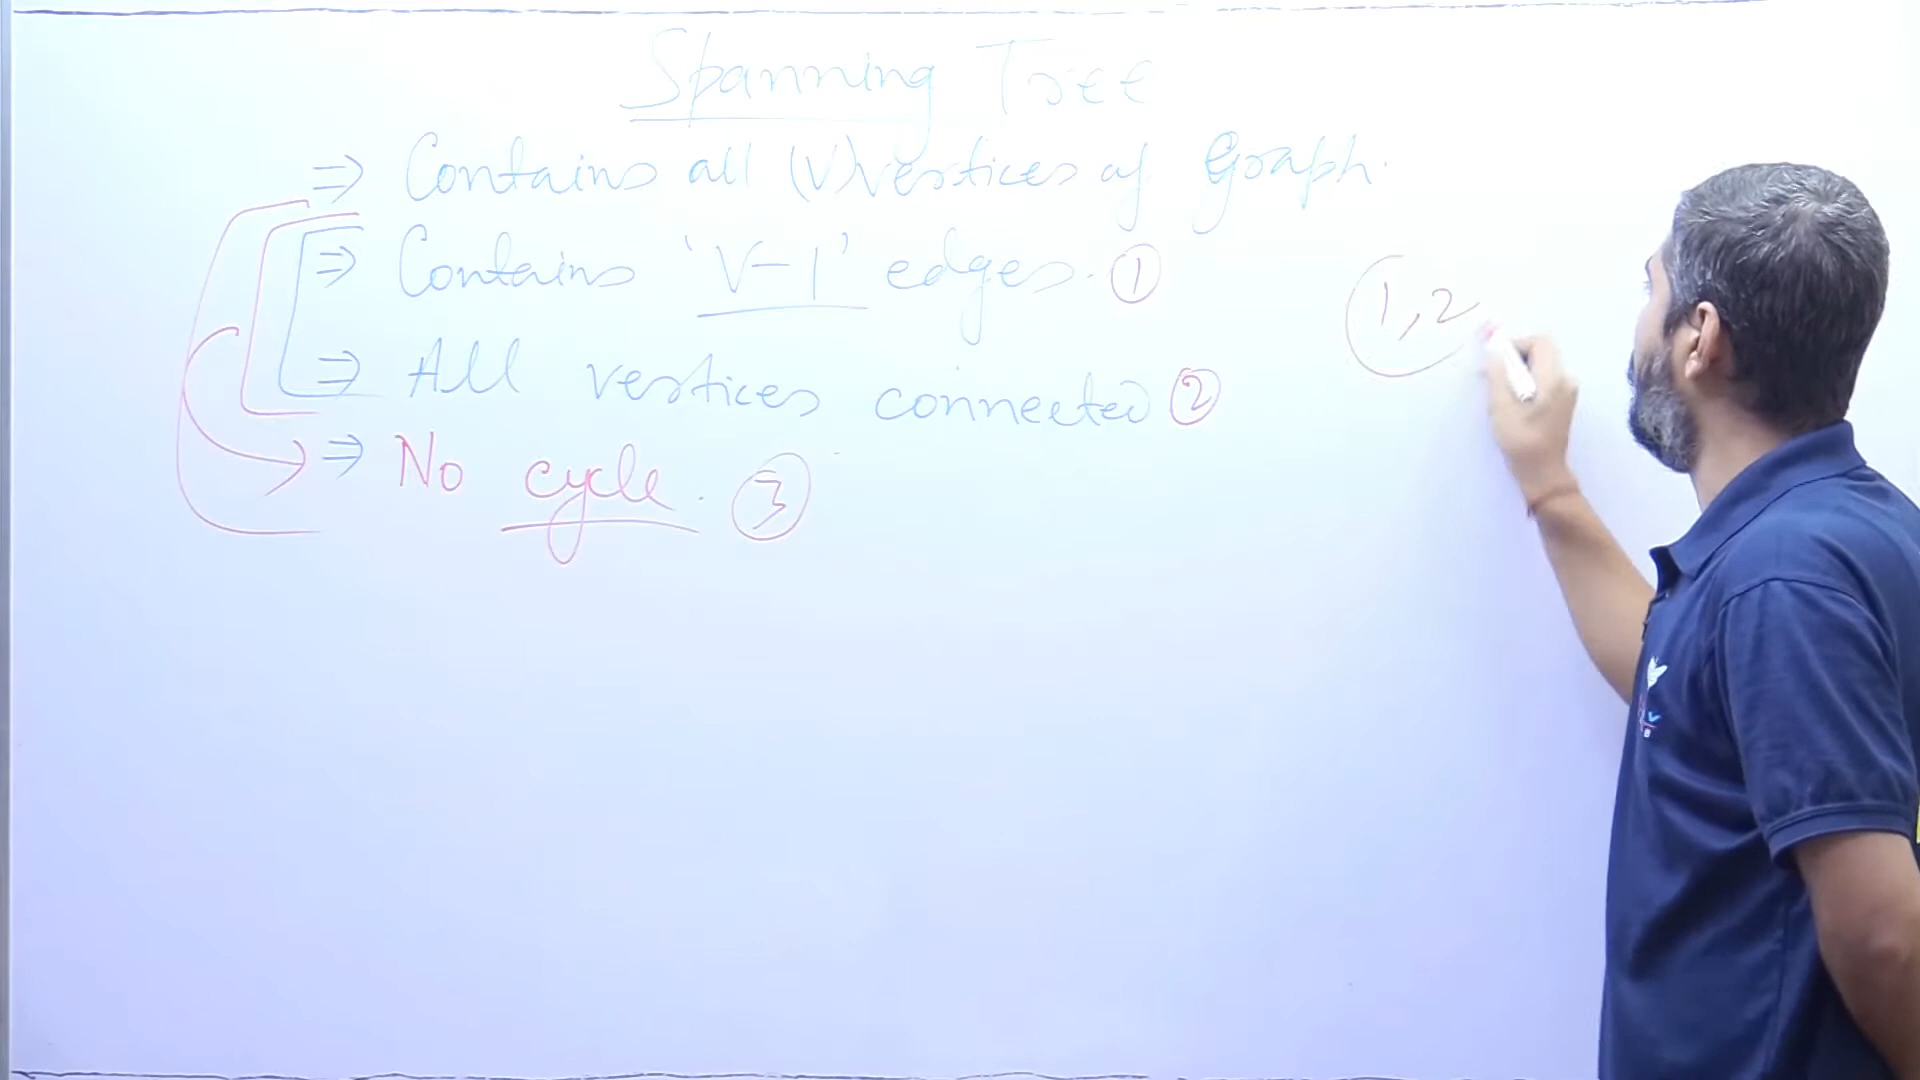 Spanning Tree
⇒ Contains all (V) vertices of Graph.
⇒ Contains 'V-1' edges. ①
⇒ All vertices connected ②
⇒ No cycle. ③
1,2